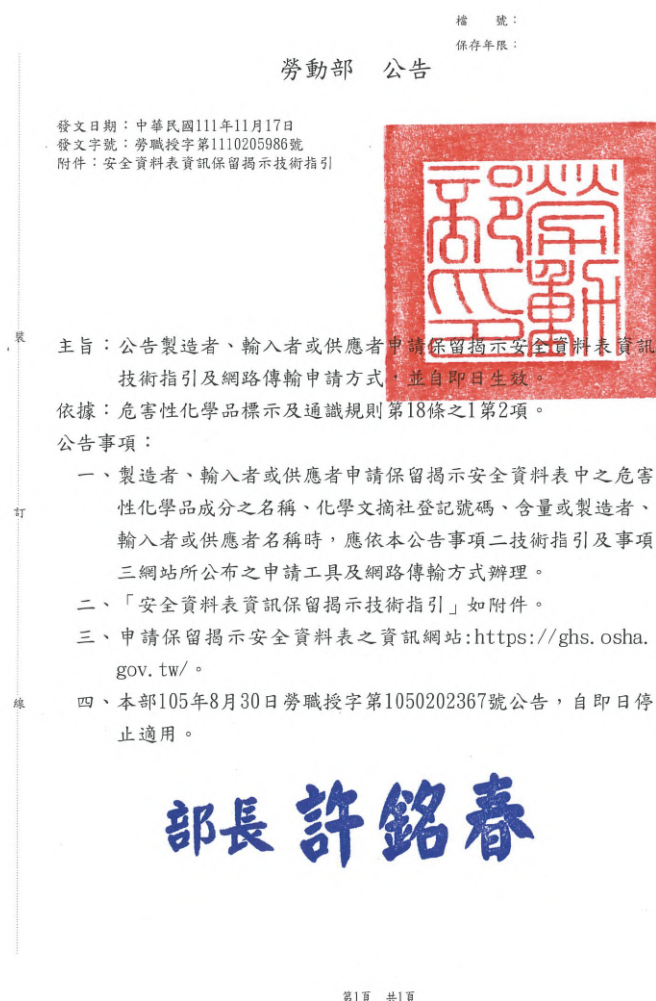 檔　　號：
保存年限：
勞動部　公告
發文日期：中華民國111年11月17日
發文字號：勞職授字第1110205986號
附件：安全資料表資訊保留揭示技術指引
勞動部印
主旨：公告製造者、輸入者或供應者申請保留揭示安全資料表資訊
技術指引及網路傳輸申請方式，並自即日生效。
依據：危害性化學品標示及通識規則第18條之1第2項。
公告事項：
一、製造者、輸入者或供應者申請保留揭示安全資料表中之危害
性化學品成分之名稱、化學文摘社登記號碼、含量或製造者、
輸入者或供應者名稱時，應依本公告事項二技術指引及事項
三網站所公布之申請工具及網路傳輸方式辦理。
二、「安全資料表資訊保留揭示技術指引」如附件。
三、申請保留揭示安全資料表之資訊網站:https://ghs.osha.
gov.tw/。
四、本部105年8月30日勞職授字第1050202367號公告，自即日停
止適用。
裝
訂
線
部長 許銘春
第1頁　共1頁